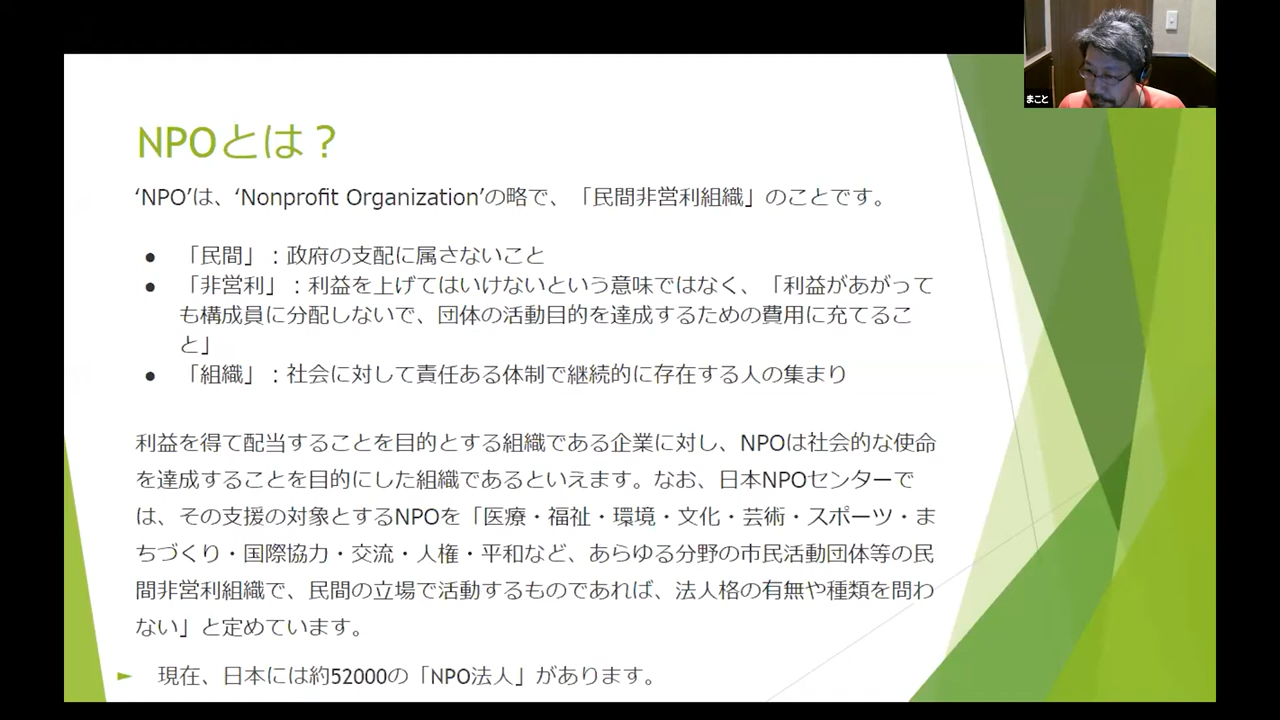 まこと
NPOとは？
‘NPO’は、‘Nonprofit Organization’の略で、「民間非営利組織」のことです。
● 「民間」：政府の支配に属さないこと
● 「非営利」：利益を上げてはいけないという意味ではなく、「利益があがって
も構成員に分配しないで、団体の活動目的を達成するための費用に充てるこ
と」
● 「組織」：社会に対して責任ある体制で継続的に存在する人の集まり
利益を得て配当することを目的とする組織である企業に対し、NPOは社会的な使命
を達成することを目的にした組織であるといえます。なお、日本NPOセンターで
は、その支援の対象とするNPOを「医療・福祉・環境・文化・芸術・スポーツ・ま
ちづくり・国際協力・交流・人権・平和など、あらゆる分野の市民活動団体等の民
間非営利組織で、民間の立場で活動するものであれば、法人格の有無や種類を問わ
ない」と定めています。
► 現在、日本には約52000の「NPO法人」があります。